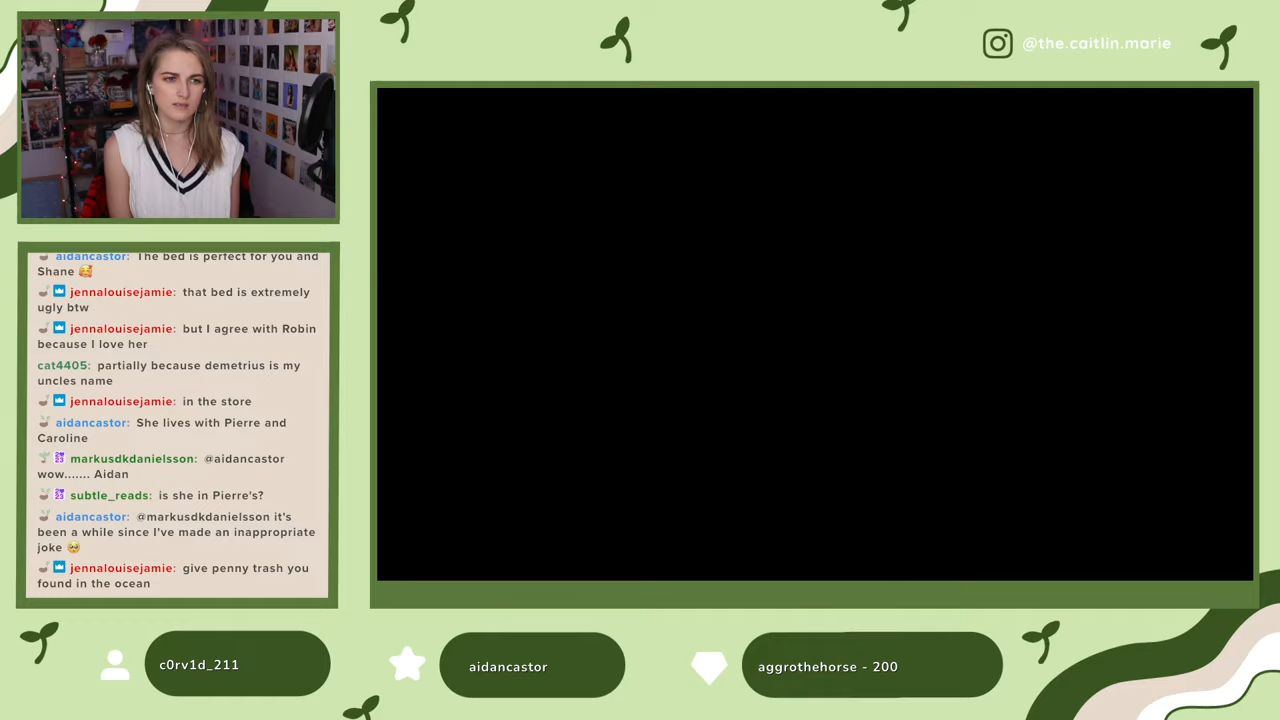 @the.caitlin.marie
aidancastor: The bed is perfect for you and
Shane 🥰
jennalouisejamie: that bed is extremely
ugly btw
jennalouisejamie: but I agree with Robin
because I love her
cat4405: partially because demetrius is my
uncles name
jennalouisejamie: in the store
aidancastor: She lives with Pierre and
Caroline
markusdkdanielsson: @aidancastor
wow....... Aidan
subtle_reads: is she in Pierre's?
aidancastor: @markusdkdanielsson it's
been a while since I've made an inappropriate
joke 🥺
jennalouisejamie: give penny trash you
found in the ocean
c0rv1d_211
aidancastor
aggrothehorse - 200